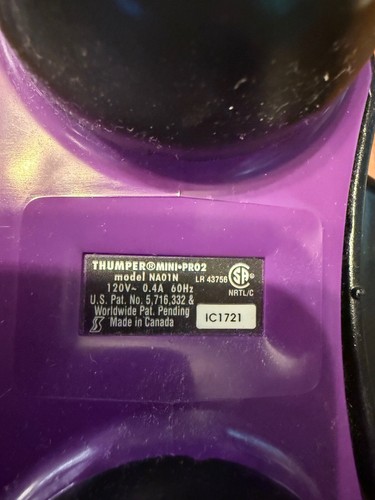 THUMPER®MINI•PRO2
model NA01N
LR 43756
120V~ 0.4A 60Hz
NRTL/C
U.S. Pat. No. 5,716,332 &
Worldwide Pat. Pending
Made in Canada
IC1721